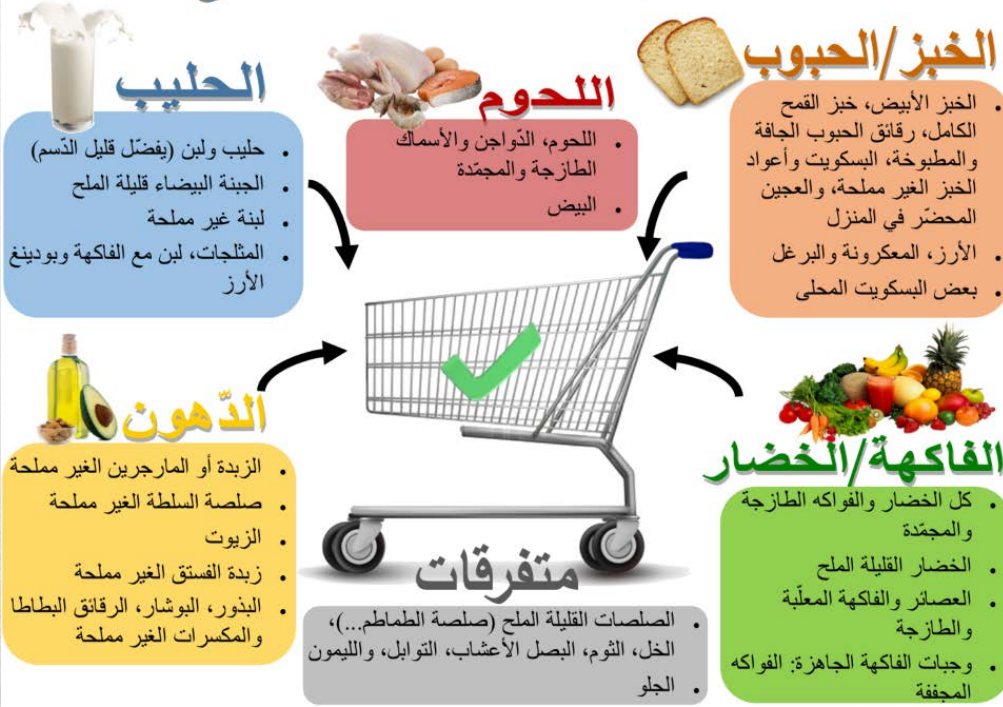 الخبز/الحبوب
• الخبز الأبيض، خبز القمح
الكامل، رقائق الحبوب الجافة
والمطبوخة، البسكويت وأعواد
الخبز الغير مملحة، والعجين
المحضّر في المنزل
• الأرز، المعكرونة والبرغل
• بعض البسكويت المحلى
اللحوم
• اللحوم، الدّواجن والأسماك
الطازجة والمجمّدة
• البيض
الحليب
• حليب ولبن (يفضّل قليل الدّسم)
• الجبنة البيضاء قليلة الملح
• لبنة غير مملحة
• المثلجات، لبن مع الفاكهة وبودينغ
الأرز
الفاكهة/الخضار
• كل الخضار والفواكه الطازجة
والمجمّدة
• الخضار القليلة الملح
• العصائر والفاكهة المعلّبة
والطازجة
• وجبات الفاكهة الجاهزة: الفواكه
المجففة
الدّهون
• الزبدة أو المارجرين الغير مملحة
• صلصة السلطة الغير مملحة
• الزيوت
• زبدة الفستق الغير مملحة
• البذور، البوشار، الرقائق البطاطا
والمكسرات الغير مملحة
متفرقات
• الصلصات القليلة الملح (صلصة الطماطم...)،
الخل، الثوم، البصل الأعشاب، التوابل، والليمون
• الجلو